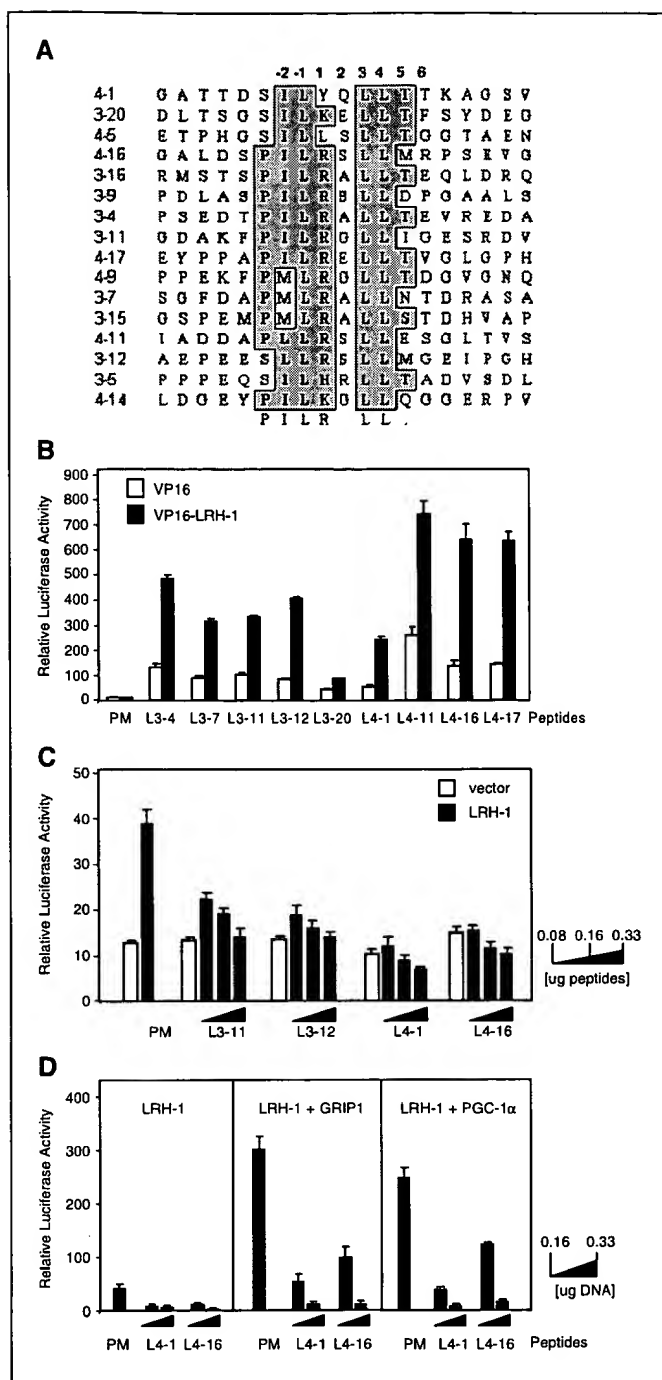 A
-2 -1 1 2 3 4 5 6
4-1 G A T T D S I L Y Q L L T T K A G S V
3-20 D L T S G S I L K E L L T F S Y D E G
4-5 E T P H G S I L L S L L T G G T A E N
4-16 G A L D S P I L R S L L M R P S K V G
3-16 R M S T S P I L R A L L T E Q L D R Q
3-9 P D L A S P I L R S L L D P G A A L S
3-4 P S E D T P I L R A L L T E V R E D A
3-11 G D A K F P I L R G L L I G E S R D V
4-17 E Y P P A P I L R E L L T V G L G P H
4-9 P P E K F P M L R G L L T D G V G N Q
3-7 S G F D A P M L R A L L N T D R A S A
3-15 G S P E M P M L R A L L S T D H V A P
4-11 I A D D A P L L R S L L E S G L T V S
3-12 A E P E E S L L R S L L M G E I P G H
3-5 P P P E Q S I L H R L L T A D V S D L
4-14 L D G E Y P I L K G L L Q G G E R P V
P I L R L L .
B
Relative Luciferase Activity
900
800
700
600
500
400
300
200
100
0
VP16
VP16-LRH-1
PM L3-4 L3-7 L3-11 L3-12 L3-20 L4-1 L4-11 L4-16 L4-17 Peptides
C
Relative Luciferase Activity
50
40
30
20
10
0
vector
LRH-1
0.08 0.16 0.33
[ug peptides]
PM L3-11 L3-12 L4-1 L4-16
D
Relative Luciferase Activity
400
300
200
100
0
LRH-1
LRH-1 + GRIP1
LRH-1 + PGC-1α
0.16 0.33
[ug DNA]
PM L4-1 L4-16 PM L4-1 L4-16 PM L4-1 L4-16 Peptides